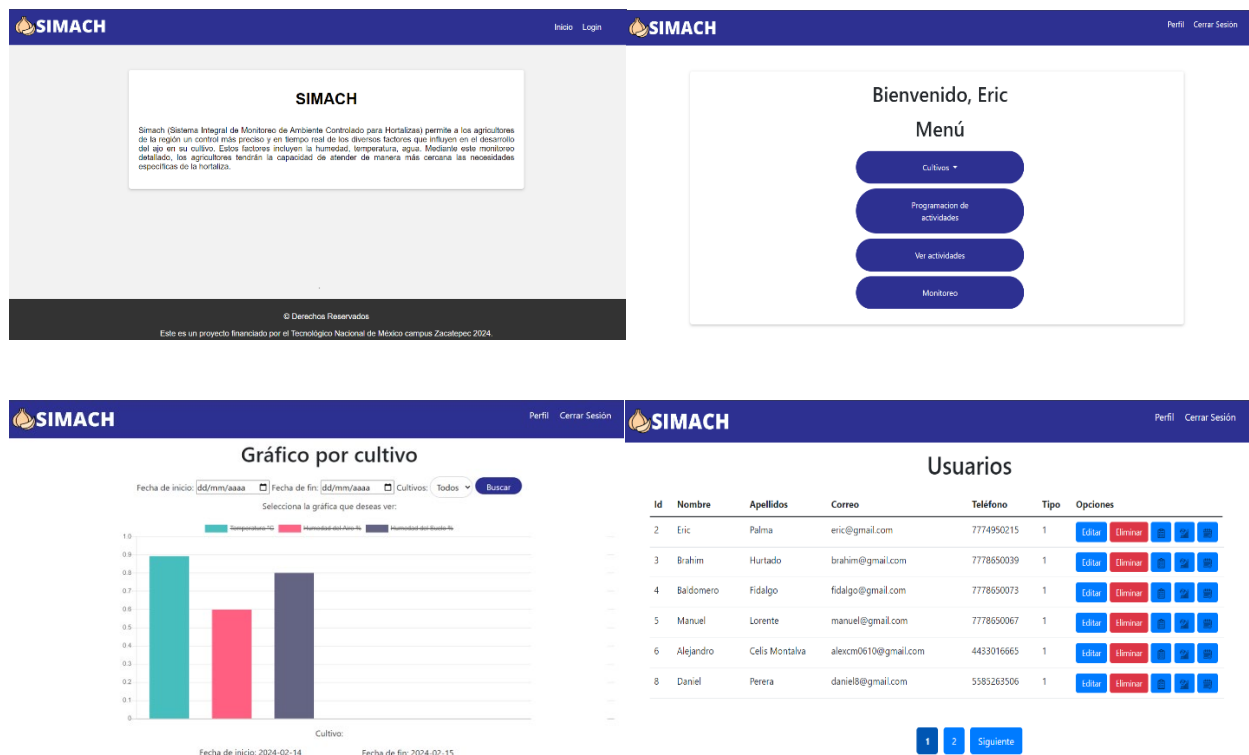 SIMACH
Inicio Login
SIMACH
Simach (Sistema Integral de Monitoreo de Ambiente Controlado para Hortalizas) permite a los agricultores
de la región un control más preciso y en tiempo real de los diversos factores que influyen en el desarrollo
del ajo en su cultivo. Estos factores incluyen la humedad, temperatura, agua. Mediante este monitoreo
detallado, los agricultores tendrán la capacidad de atender de manera más cercana las necesidades
específicas de la hortaliza.
© Derechos Reservados
Este es un proyecto financiado por el Tecnológico Nacional de México campus Zacatepec 2024.
SIMACH
Perfil Cerrar Sesión
Bienvenido, Eric
Menú
Cultivos
Programacion de
actividades
Ver actividades
Monitoreo
SIMACH
Perfil Cerrar Sesión
Gráfico por cultivo
Fecha de inicio: dd/mm/aaaa Fecha de fin: dd/mm/aaaa Cultivos: Todos Buscar
Selecciona la gráfica que deseas ver:
Temperatura °C Humedad del Aire % Humedad del Suelo %
1.0
0.9
0.8
0.7
0.6
0.5
0.4
0.3
0.2
0.1
0
Cultivo:
Fecha de inicio: 2024-02-14 Fecha de fin: 2024-02-15
SIMACH
Perfil Cerrar Sesión
Usuarios
Id Nombre Apellidos Correo Teléfono Tipo Opciones
2 Eric Palma eric@gmail.com 7774950215 1 Editar Eliminar
3 Brahim Hurtado brahim@gmail.com 7778650039 1 Editar Eliminar
4 Baldomero Fidalgo fidalgo@gmail.com 7778650073 1 Editar Eliminar
5 Manuel Lorente manuel@gmail.com 7778650067 1 Editar Eliminar
6 Alejandro Celis Montalva alexcm0610@gmail.com 4433016665 1 Editar Eliminar
8 Daniel Perera daniel8@gmail.com 5585263506 1 Editar Eliminar
1 2 Siguiente